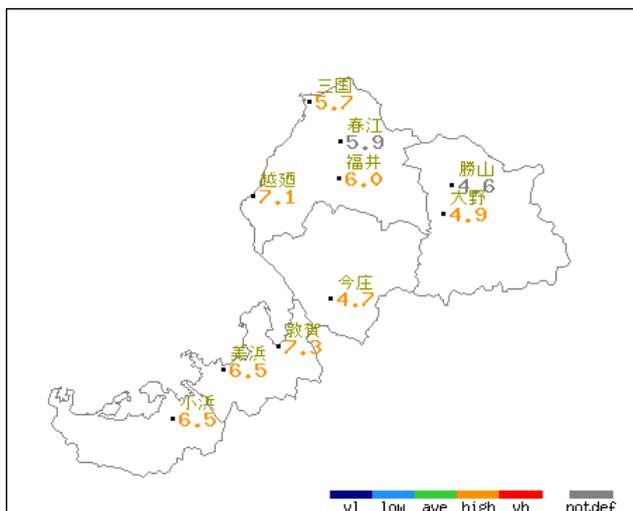 三国
5.7
春江
5.9
福井
6.0
勝山
4.6
越廼
7.1
大野
4.9
今庄
4.7
敦賀
7.3
美浜
6.5
小浜
6.5
vl low ave high vh notdef